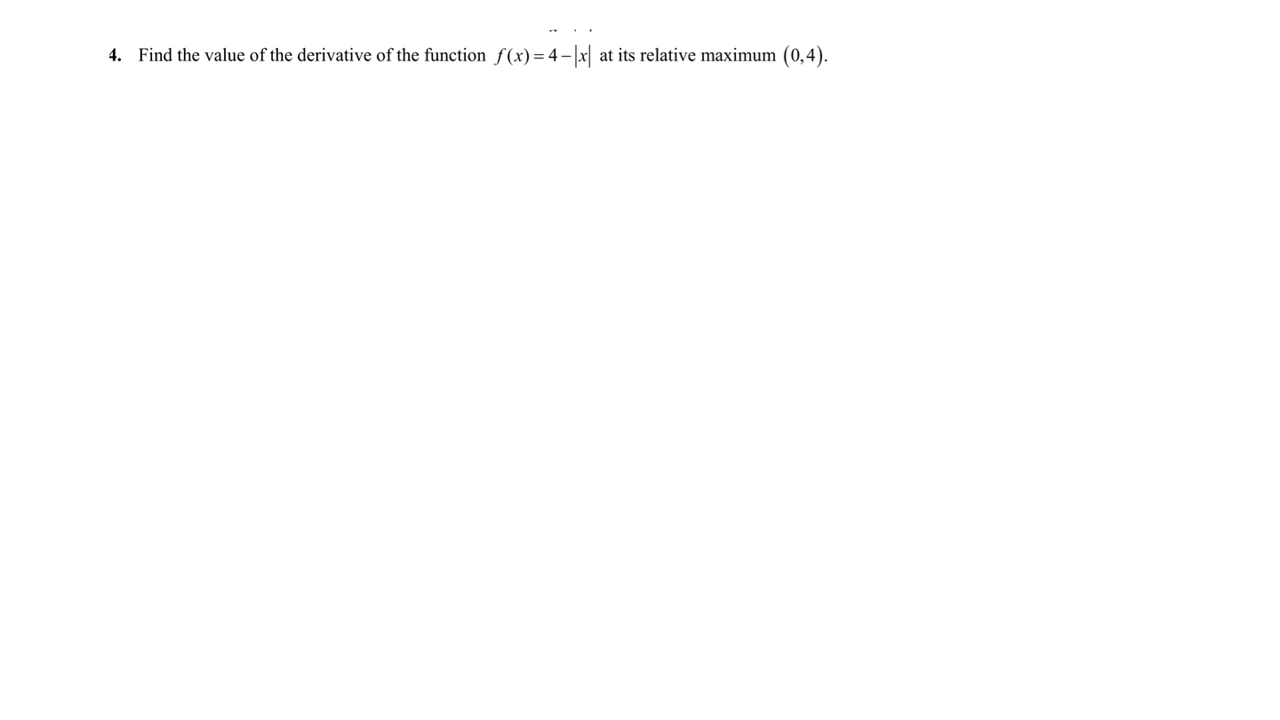 4. Find the value of the derivative of the function f(x)=4−|x| at its relative maximum (0,4).